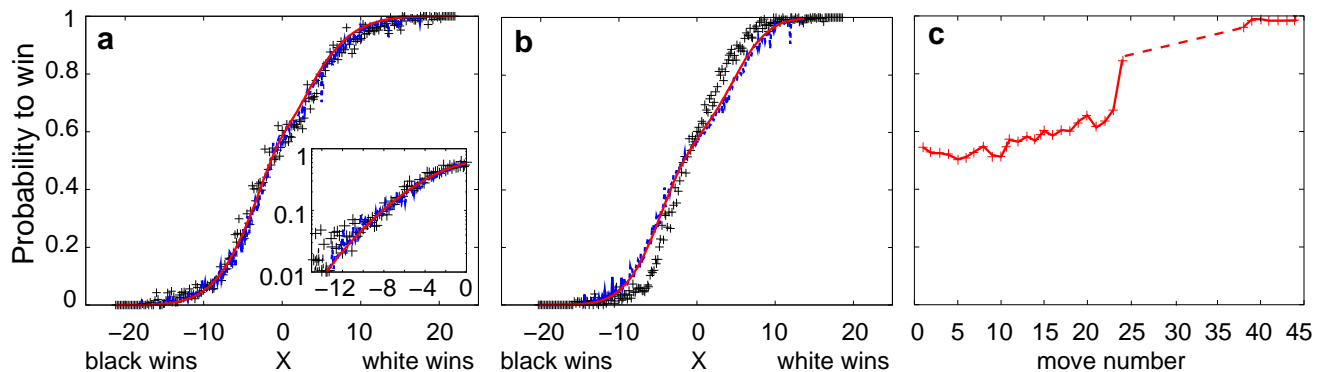 Probability to win
a
1
0.8
0.6
0.4
0.2
0
1
0.1
0.01
−12 −8 −4 0
−20 −10 0 10 20
black wins X white wins
b
−20 −10 0 10 20
black wins X white wins
c
0 5 10 15 20 25 30 35 40 45
move number